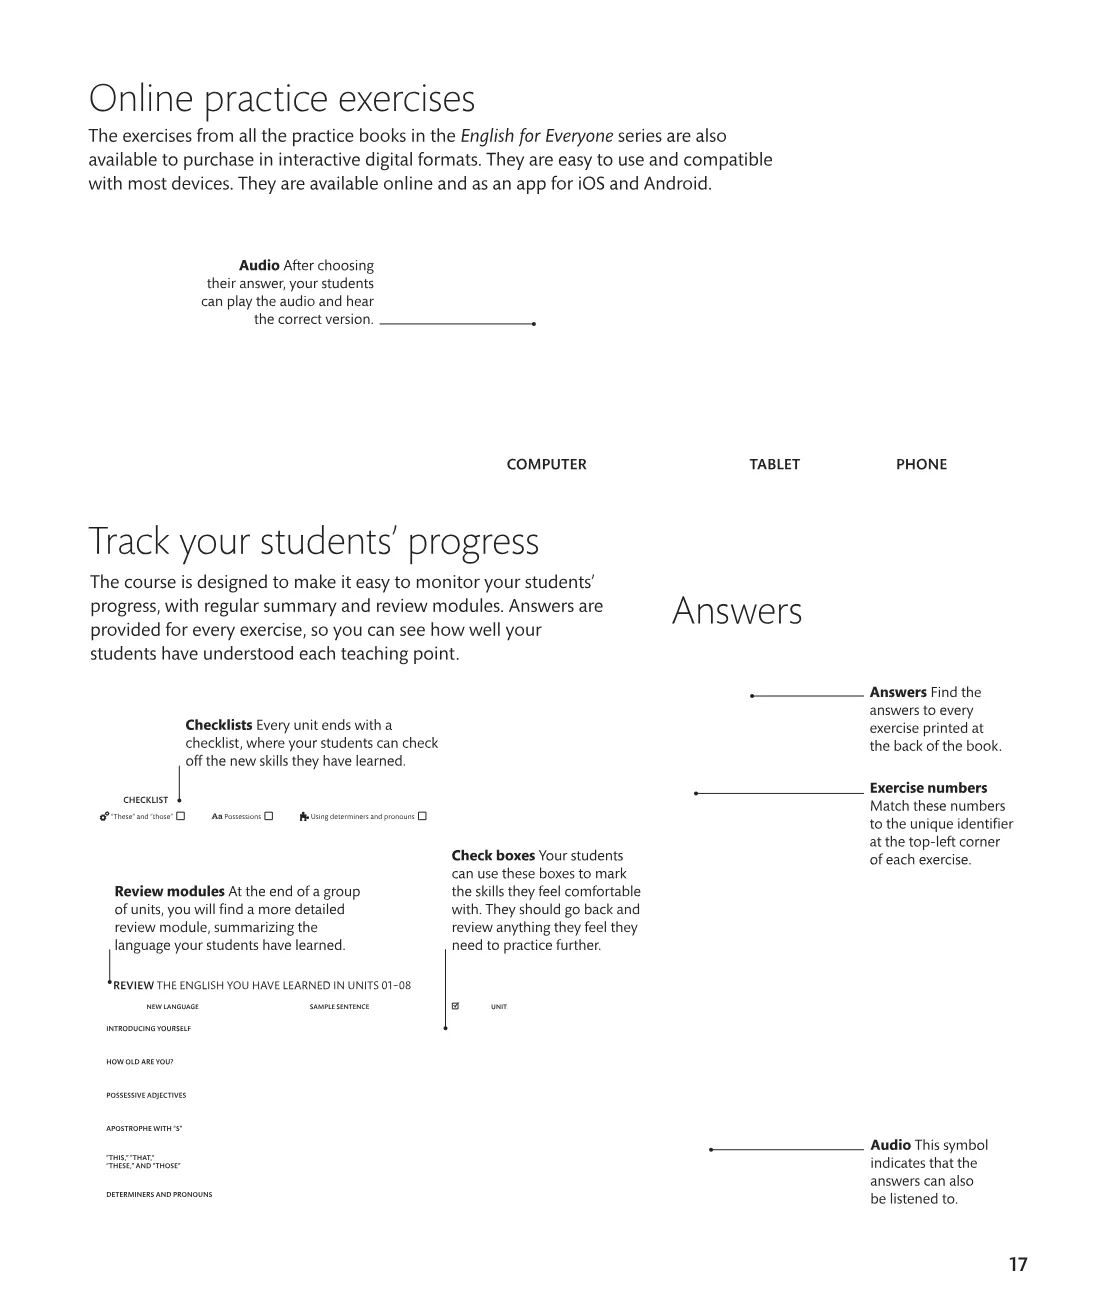 Online practice exercises
The exercises from all the practice books in the English for Everyone series are also
available to purchase in interactive digital formats. They are easy to use and compatible
with most devices. They are available online and as an app for iOS and Android.
Audio After choosing
their answer, your students
can play the audio and hear
the correct version.
COMPUTER
TABLET
PHONE
Track your students’ progress
The course is designed to make it easy to monitor your students’
progress, with regular summary and review modules. Answers are
provided for every exercise, so you can see how well your
students have understood each teaching point.
Checklists Every unit ends with a
checklist, where your students can check
off the new skills they have learned.
CHECKLIST
“These” and “those”
Aa Possessions
Using determiners and pronouns
Review modules At the end of a group
of units, you will find a more detailed
review module, summarizing the
language your students have learned.
Check boxes Your students
can use these boxes to mark
the skills they feel comfortable
with. They should go back and
review anything they feel they
need to practice further.
REVIEW THE ENGLISH YOU HAVE LEARNED IN UNITS 01–08
NEW LANGUAGE
SAMPLE SENTENCE
UNIT
INTRODUCING YOURSELF
HOW OLD ARE YOU?
POSSESSIVE ADJECTIVES
APOSTROPHE WITH “S”
“THIS,” “THAT,”
“THESE,” AND “THOSE”
DETERMINERS AND PRONOUNS
Answers
Answers Find the
answers to every
exercise printed at
the back of the book.
Exercise numbers
Match these numbers
to the unique identifier
at the top-left corner
of each exercise.
Audio This symbol
indicates that the
answers can also
be listened to.
17